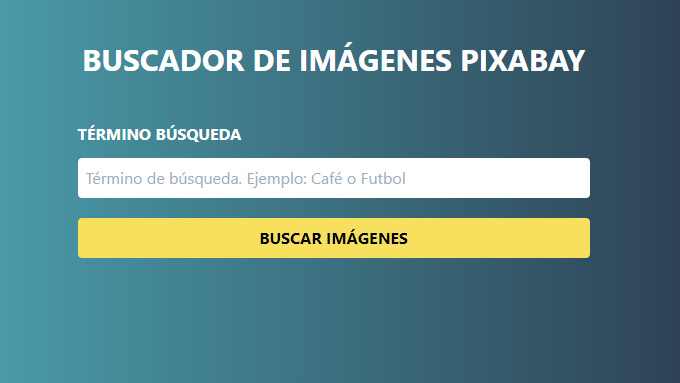 BUSCADOR DE IMÁGENES PIXABAY
TÉRMINO BÚSQUEDA
Término de búsqueda. Ejemplo: Café o Futbol
BUSCAR IMÁGENES